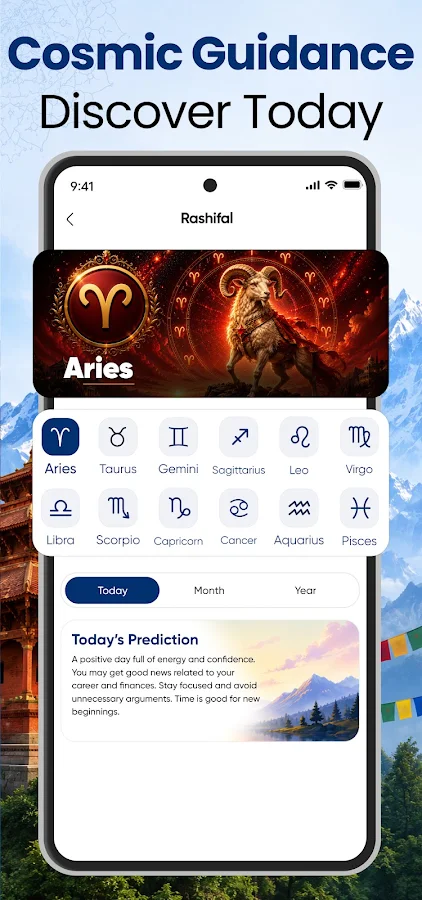 Cosmic Guidance
Discover Today
9:41
Rashifal
Aries
Aries Taurus Gemini Sagittarius Leo Virgo
Libra Scorpio Capricorn Cancer Aquarius Pisces
Today Month Year
Today's Prediction
A positive day full of energy and confidence.
You may get good news related to your
career and finances. Stay focused and avoid
unnecessary arguments. Time is good for new
beginnings.